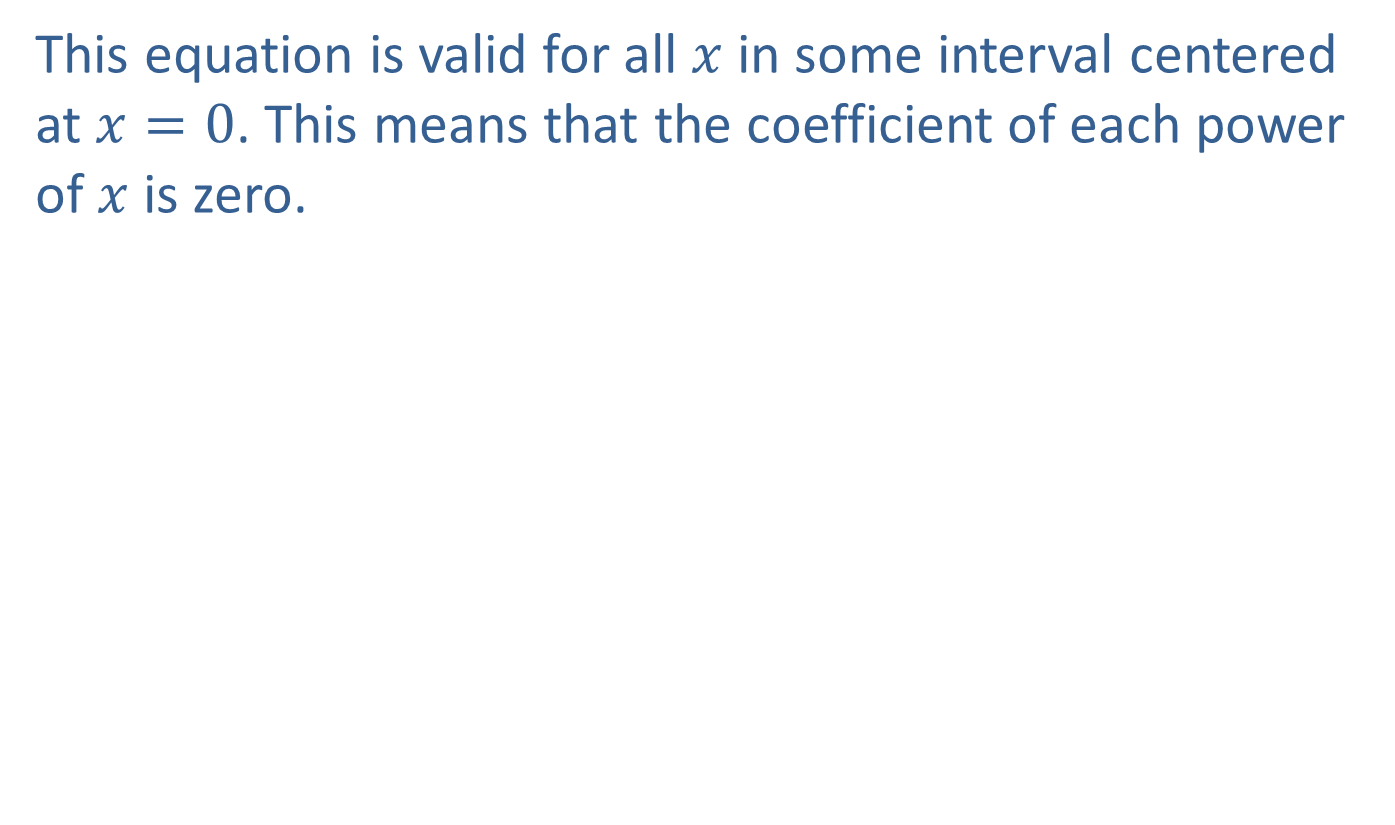 This equation is valid for all 𝑥 in some interval centered
at 𝑥 = 0. This means that the coefficient of each power
of 𝑥 is zero.